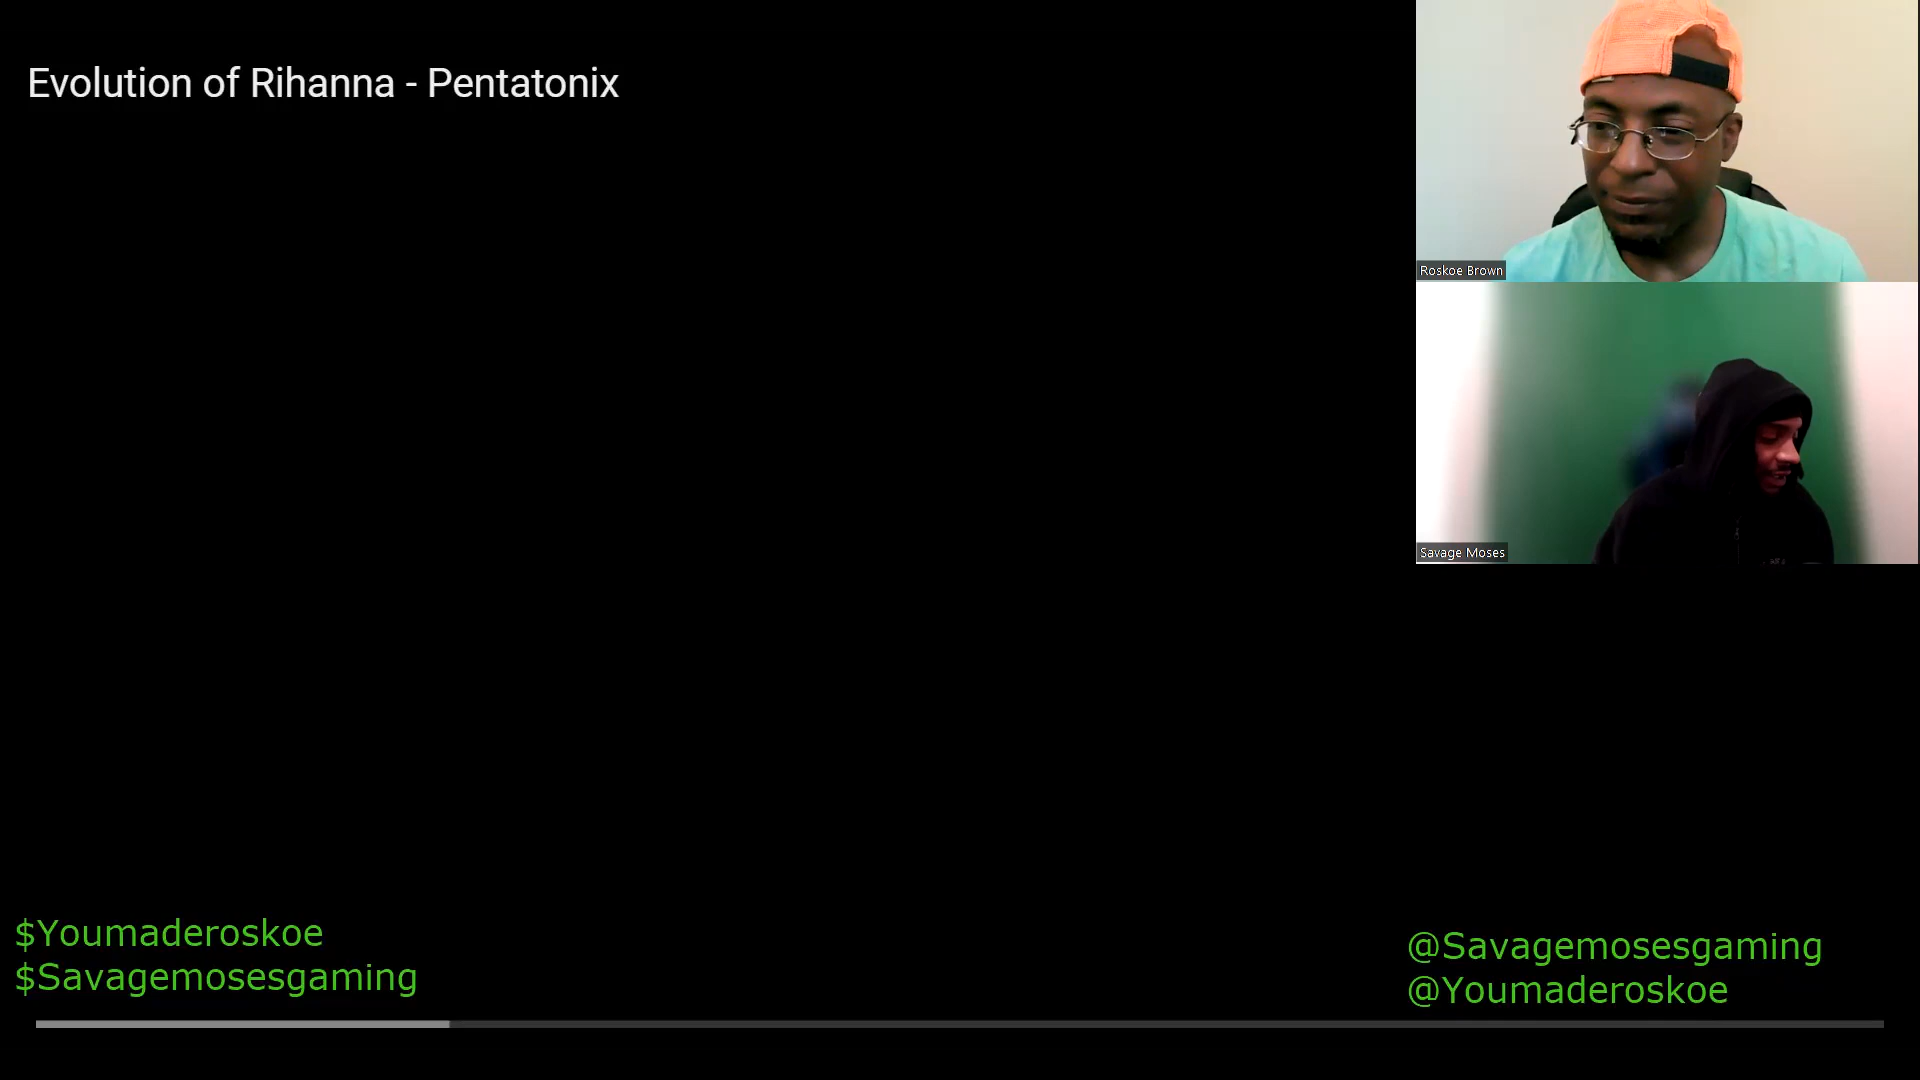 Evolution of Rihanna - Pentatonix
Roskoe Brown
Savage Moses
$Youmaderoskoe
$Savagemosesgaming
@Savagemosesgaming
@Youmaderoskoe